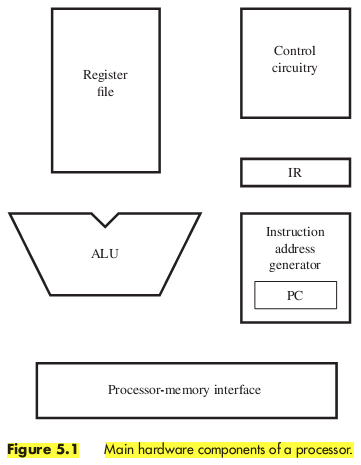 Register
file
Control
circuitry
IR
ALU
Instruction
address
generator
PC
Processor-memory interface
Figure 5.1 Main hardware components of a processor.